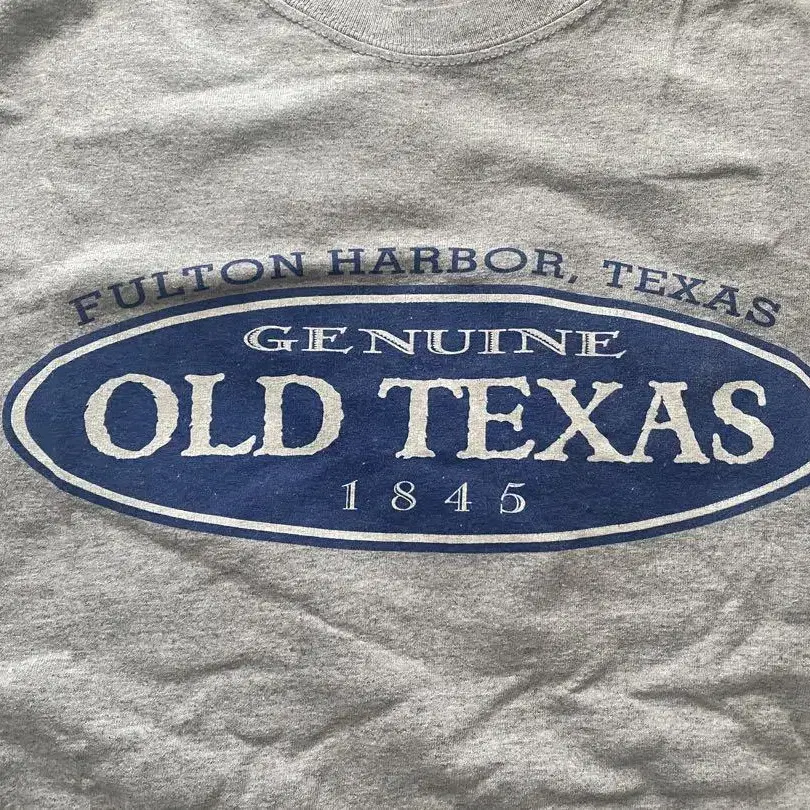 FULTON HARBOR, TEXAS
GENUINE
OLD TEXAS
1845